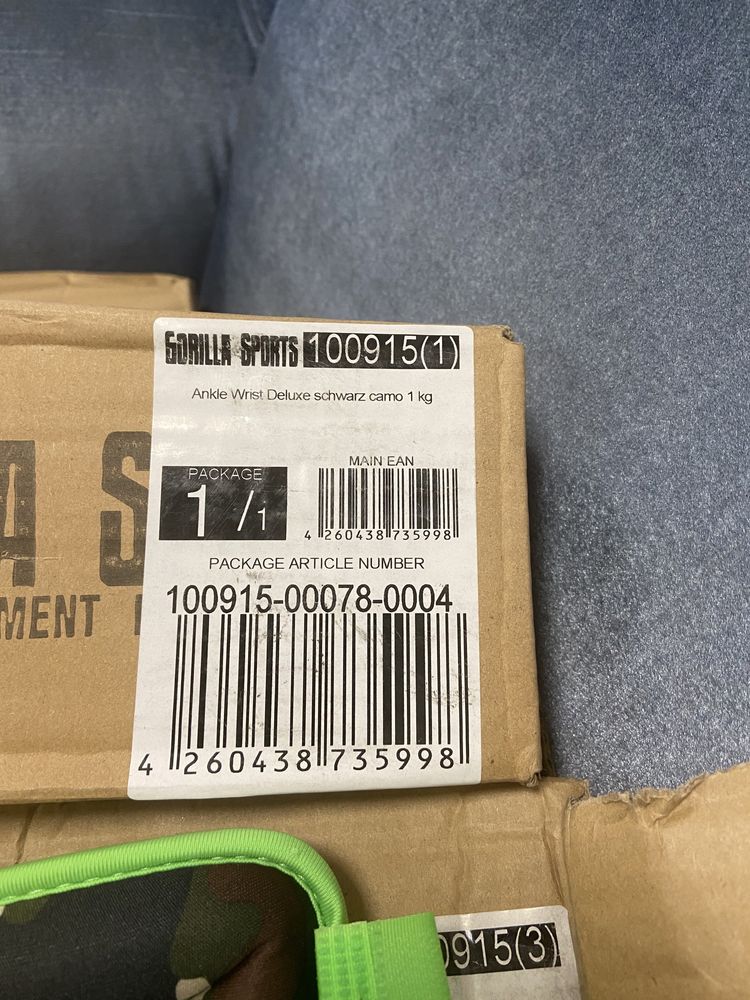 GORILLA SPORTS 100915(1)
Ankle Wrist Deluxe schwarz camo 1 kg
PACKAGE
1 / 1
MAIN EAN
4 260438 735998
PACKAGE ARTICLE NUMBER
100915-00078-0004
4 260438 735998
A S
MENT
0915(3)